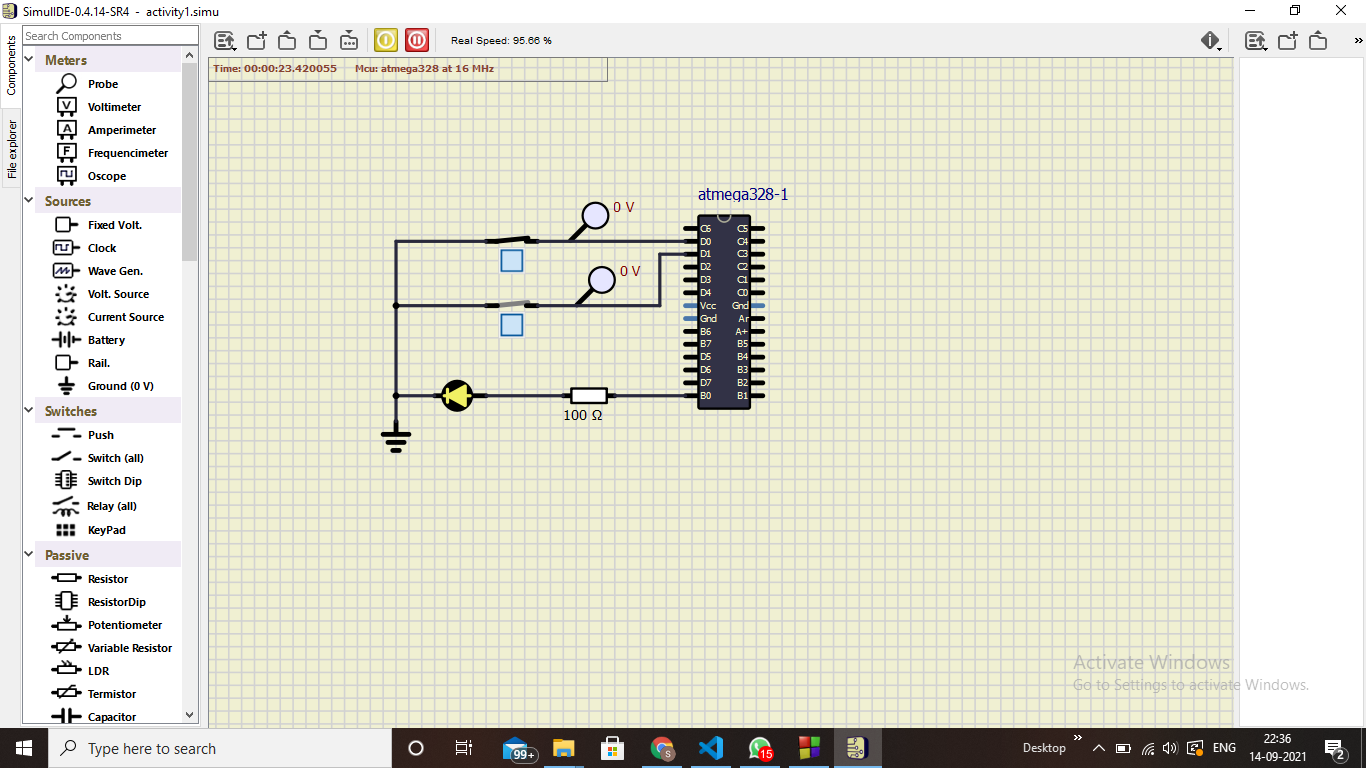 SimulIDE-0.4.14-SR4 - activity1.simu
Components
File explorer
Search Components
Meters
Probe
Voltimeter
Amperimeter
Frequencimeter
Oscope
Sources
Fixed Volt.
Clock
Wave Gen.
Volt. Source
Current Source
Battery
Rail.
Ground (0 V)
Switches
Push
Switch (all)
Switch Dip
Relay (all)
KeyPad
Passive
Resistor
ResistorDip
Potentiometer
Variable Resistor
LDR
Termistor
Capacitor
Real Speed: 95.66 %
»
Time: 00:00:23.420055 Mcu: atmega328 at 16 MHz
atmega328-1
0 V
0 V
100 Ω
C6 C5
D0 C4
D1 C3
D2 C2
D3 C1
D4 C0
Vcc Gnd
Gnd Ar
B6 A+
B7 B5
D5 B4
D6 B3
D7 B2
B0 B1
Activate Windows
Go to Settings to activate Windows.
Type here to search
99+
S
15
Desktop
»
ENG
22:36
14-09-2021
2